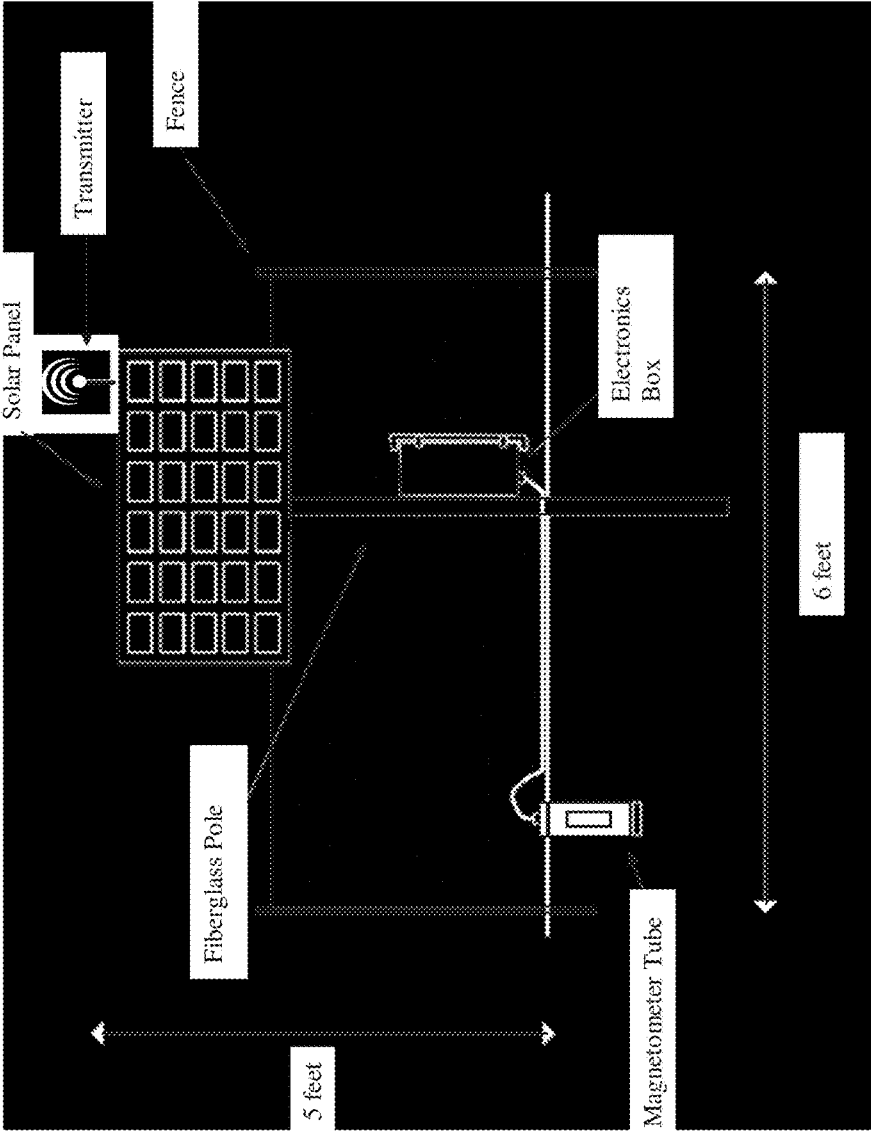 Solar Panel
Transmitter
Fence
Fiberglass Pole
Electronics
Box
5 feet
Magnetometer Tube
6 feet